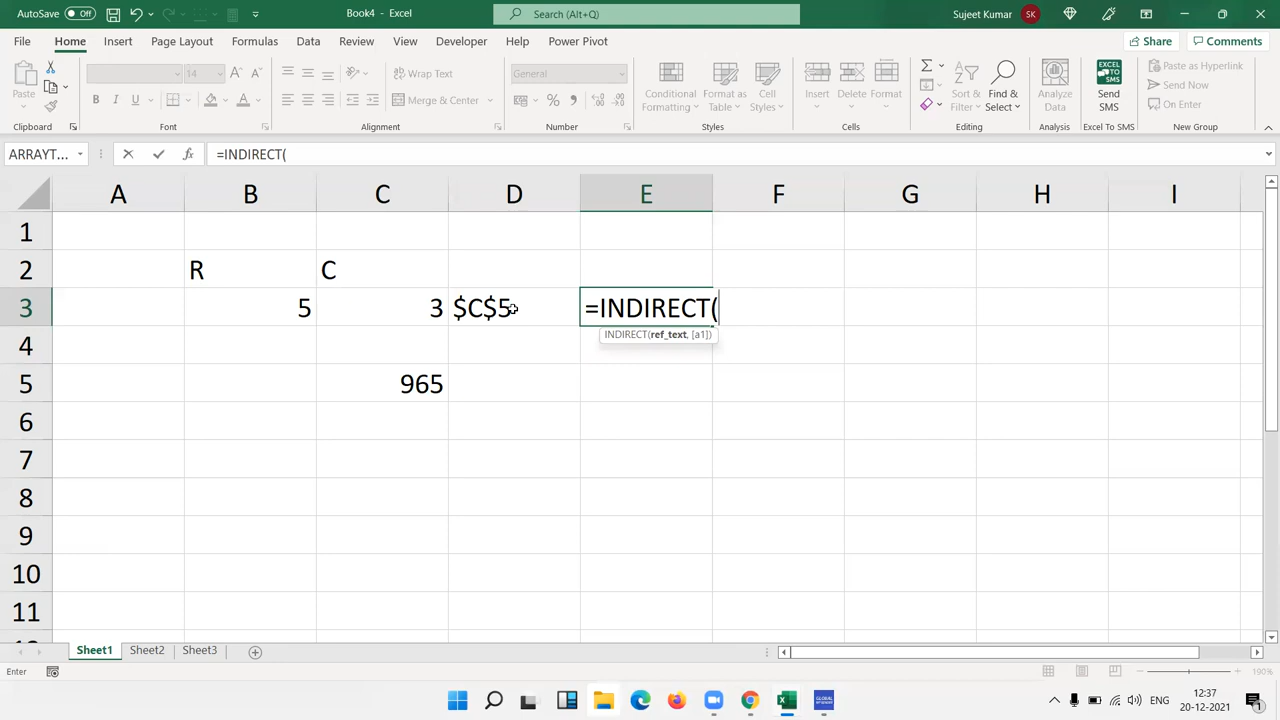 AutoSave Off Book4 - Excel Search (Alt+Q) Sujeet Kumar SK
File Home Insert Page Layout Formulas Data Review View Developer Help Power Pivot Share Comments
Paste 14 Wrap Text General Conditional Formatting Format as Table Cell Styles Insert Delete Format Sort & Filter Find & Select Analyze Data Send SMS Paste as Hyperlink
B I U Merge & Center Send Now
On Enter
Clipboard Font Alignment Number Styles Cells Editing Analysis Excel To SMS New Group
ARRAYT... fx =INDIRECT(
A B C D E F G H I
1
2 R C
3 5 3 $C$5 =INDIRECT(
INDIRECT(ref_text, [a1])
4
5 965
6
7
8
9
10
11
Sheet1 Sheet2 Sheet3
Enter 190%
12:37
20-12-2021